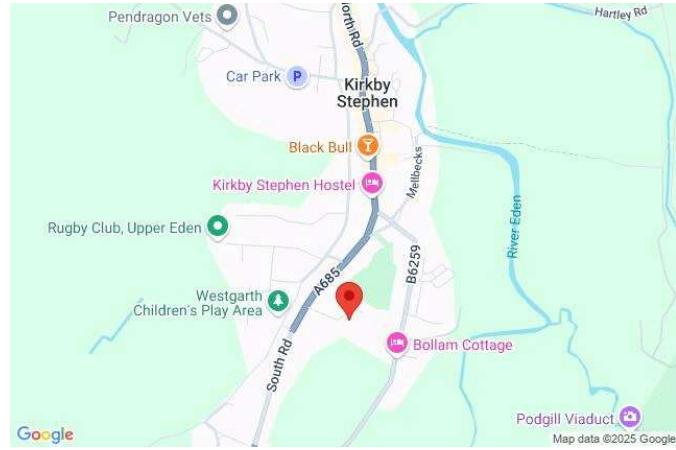 Pendragon Vets
North Rd
Hartley Rd
Car Park
P
Kirkby
Stephen
Black Bull
Mellbecks
Kirkby Stephen Hostel
Rugby Club, Upper Eden
River Eden
B6259
A685
Westgarth
Children's Play Area
South Rd
Bollam Cottage
Podgill Viaduct
Google
Map data ©2025 Google